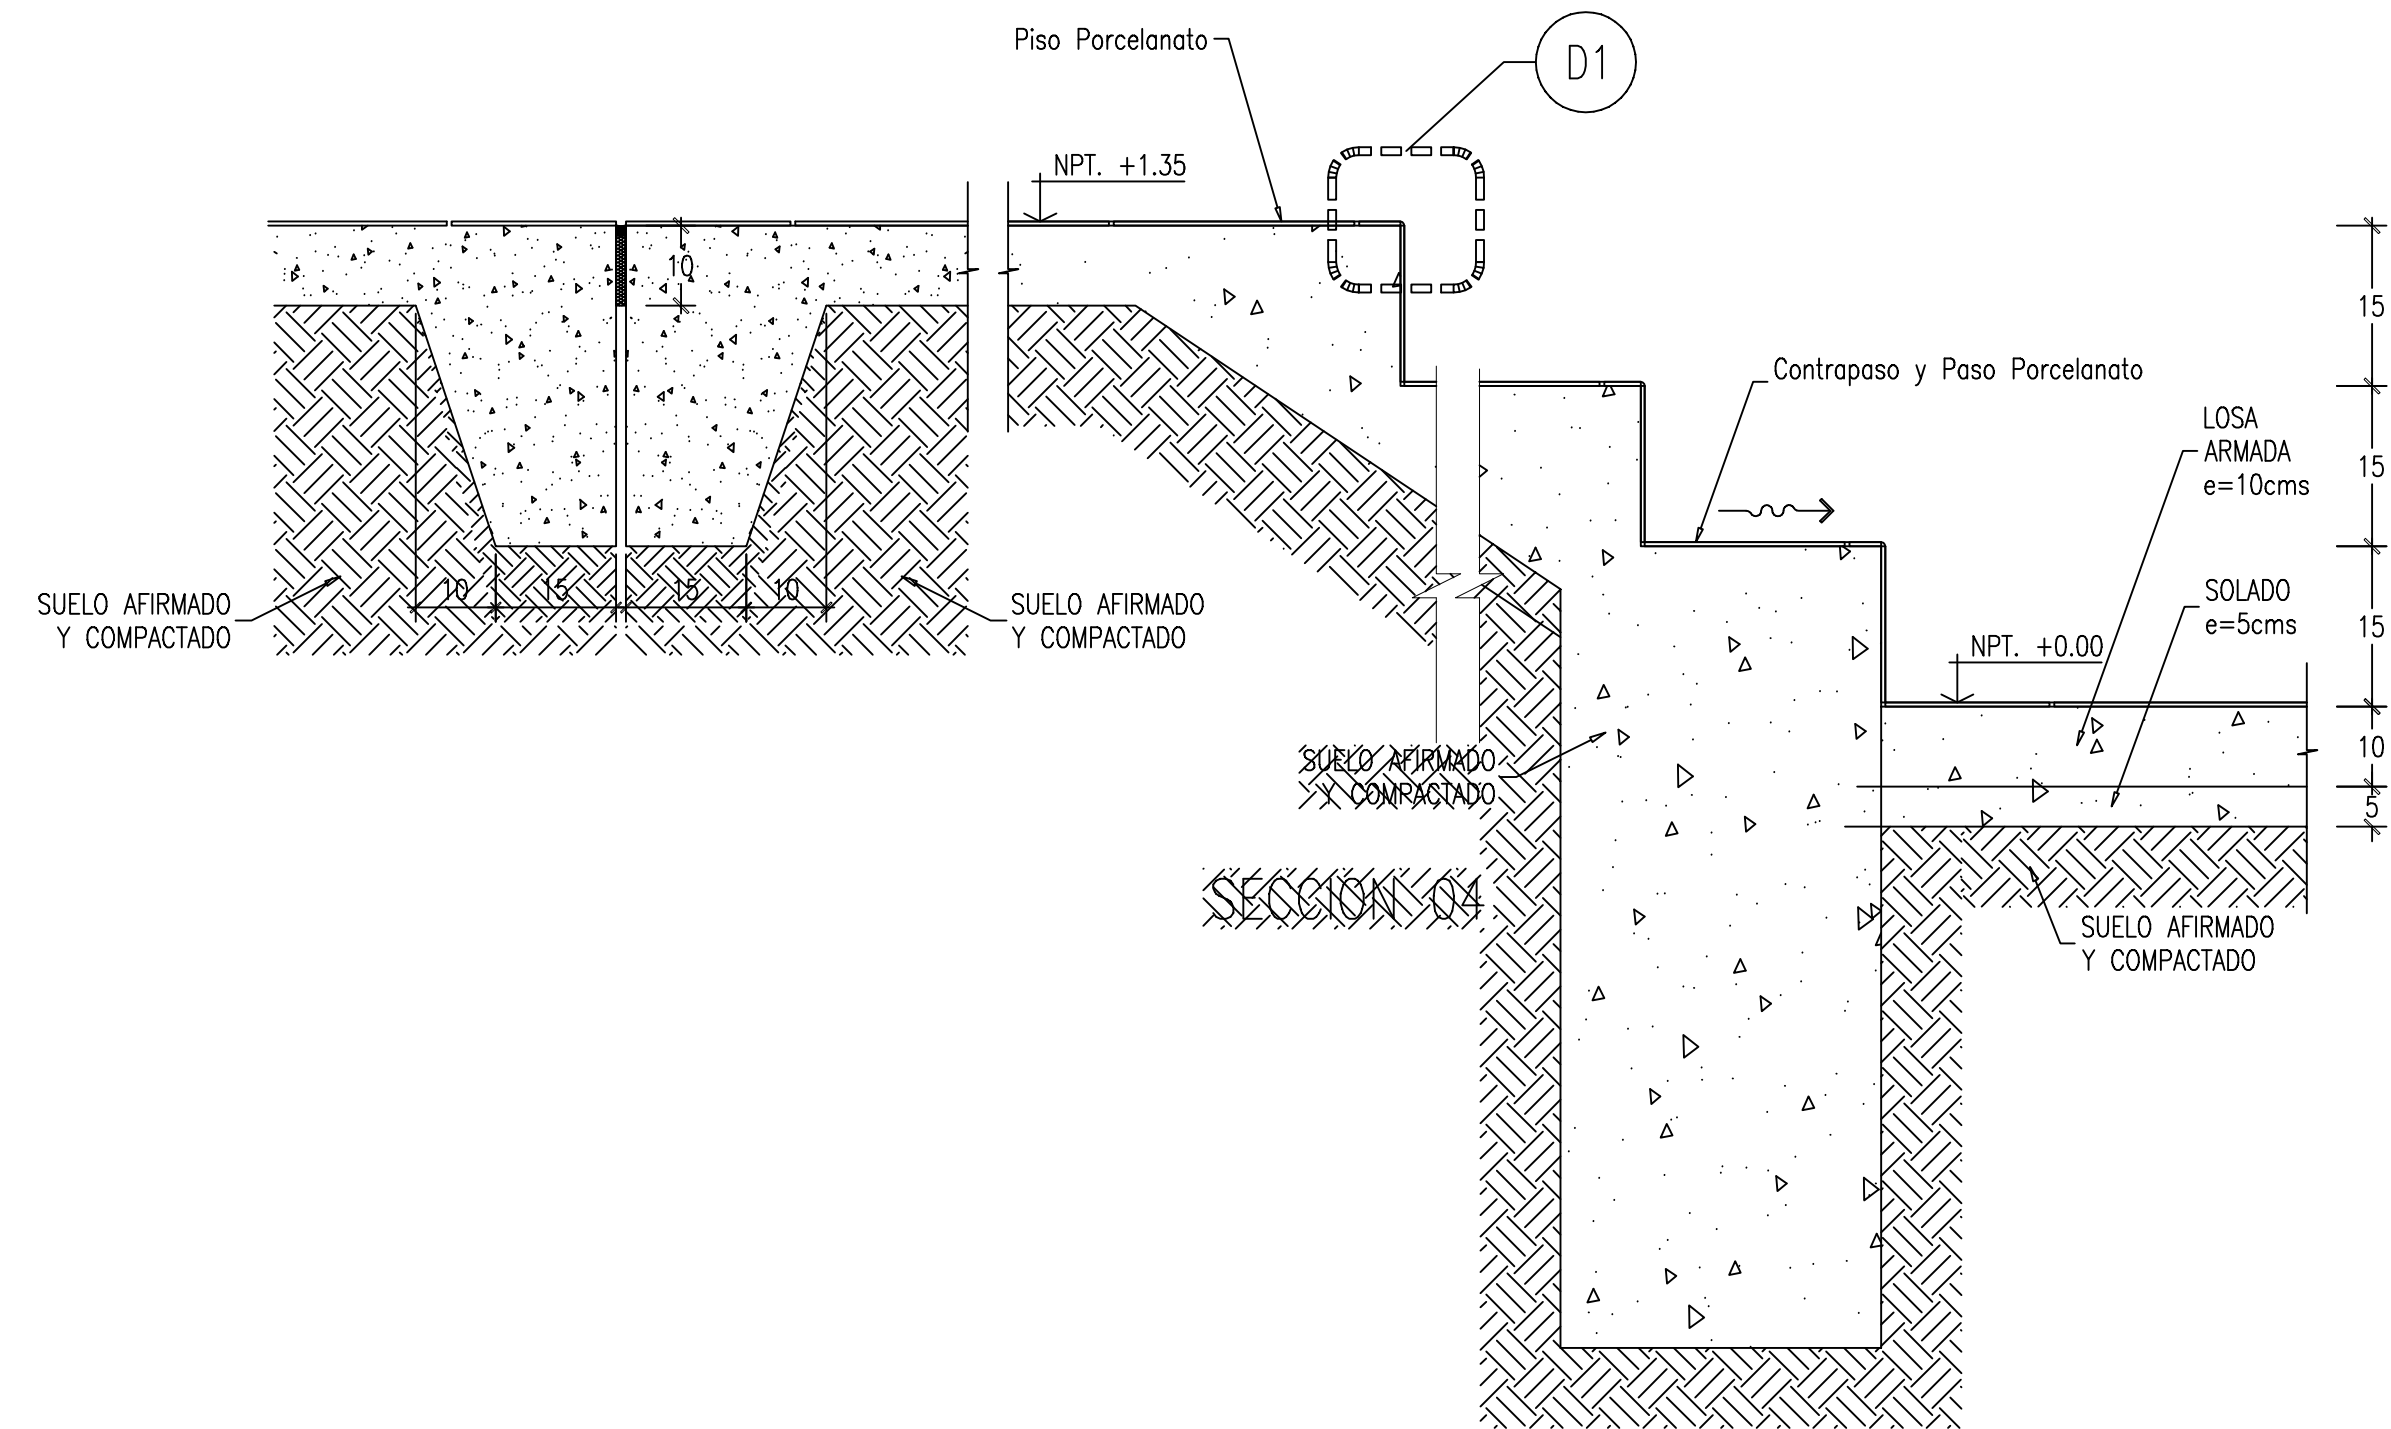 Piso Porcelanato
D1
NPT. +1.35
10
15
Contrapaso y Paso Porcelanato
LOSA
ARMADA
e=10cms
15
SOLADO
e=5cms
10
15
15
10
SUELO AFIRMADO
Y COMPACTADO
SUELO AFIRMADO
Y COMPACTADO
15
NPT. +0.00
SUELO AFIRMADO
Y COMPACTADO
10
5
SECCION 04
SUELO AFIRMADO
Y COMPACTADO